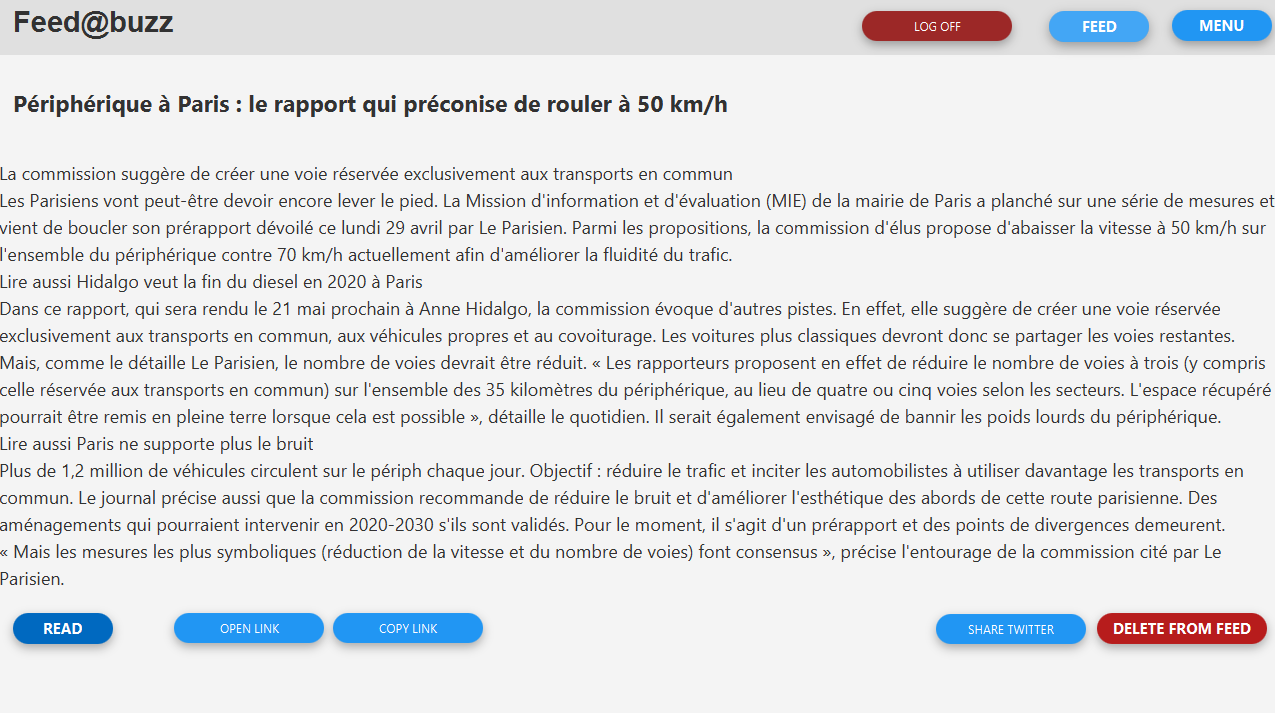 Feed@buzz
LOG OFF
FEED
MENU
Périphérique à Paris : le rapport qui préconise de rouler à 50 km/h
La commission suggère de créer une voie réservée exclusivement aux transports en commun
Les Parisiens vont peut-être devoir encore lever le pied. La Mission d'information et d'évaluation (MIE) de la mairie de Paris a planché sur une série de mesures et
vient de boucler son prérapport dévoilé ce lundi 29 avril par Le Parisien. Parmi les propositions, la commission d'élus propose d'abaisser la vitesse à 50 km/h sur
l'ensemble du périphérique contre 70 km/h actuellement afin d'améliorer la fluidité du trafic.
Lire aussi Hidalgo veut la fin du diesel en 2020 à Paris
Dans ce rapport, qui sera rendu le 21 mai prochain à Anne Hidalgo, la commission évoque d'autres pistes. En effet, elle suggère de créer une voie réservée
exclusivement aux transports en commun, aux véhicules propres et au covoiturage. Les voitures plus classiques devront donc se partager les voies restantes.
Mais, comme le détaille Le Parisien, le nombre de voies devrait être réduit. « Les rapporteurs proposent en effet de réduire le nombre de voies à trois (y compris
celle réservée aux transports en commun) sur l'ensemble des 35 kilomètres du périphérique, au lieu de quatre ou cinq voies selon les secteurs. L'espace récupéré
pourrait être remis en pleine terre lorsque cela est possible », détaille le quotidien. Il serait également envisagé de bannir les poids lourds du périphérique.
Lire aussi Paris ne supporte plus le bruit
Plus de 1,2 million de véhicules circulent sur le périph chaque jour. Objectif : réduire le trafic et inciter les automobilistes à utiliser davantage les transports en
commun. Le journal précise aussi que la commission recommande de réduire le bruit et d'améliorer l'esthétique des abords de cette route parisienne. Des
aménagements qui pourraient intervenir en 2020-2030 s'ils sont validés. Pour le moment, il s'agit d'un prérapport et des points de divergences demeurent.
« Mais les mesures les plus symboliques (réduction de la vitesse et du nombre de voies) font consensus », précise l'entourage de la commission cité par Le
Parisien.
READ
OPEN LINK
COPY LINK
SHARE TWITTER
DELETE FROM FEED